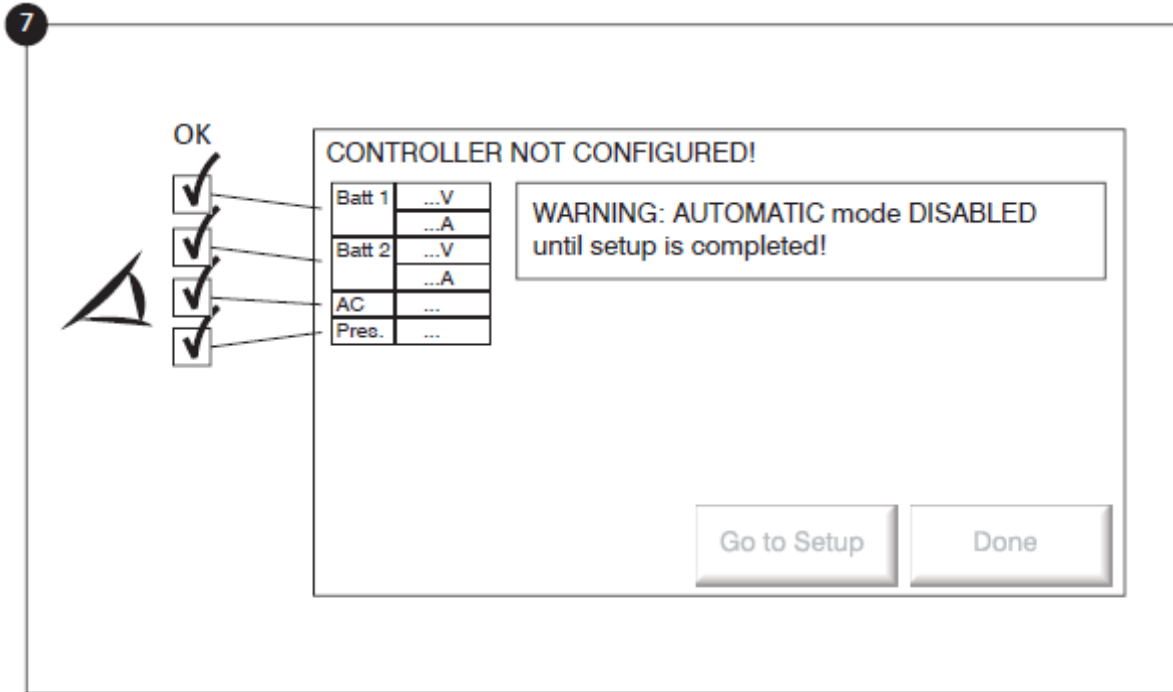 7
OK
CONTROLLER NOT CONFIGURED!
Batt 1 ...V
...A
Batt 2 ...V
...A
AC ...
Pres. ...
WARNING: AUTOMATIC mode DISABLED
until setup is completed!
Go to Setup
Done